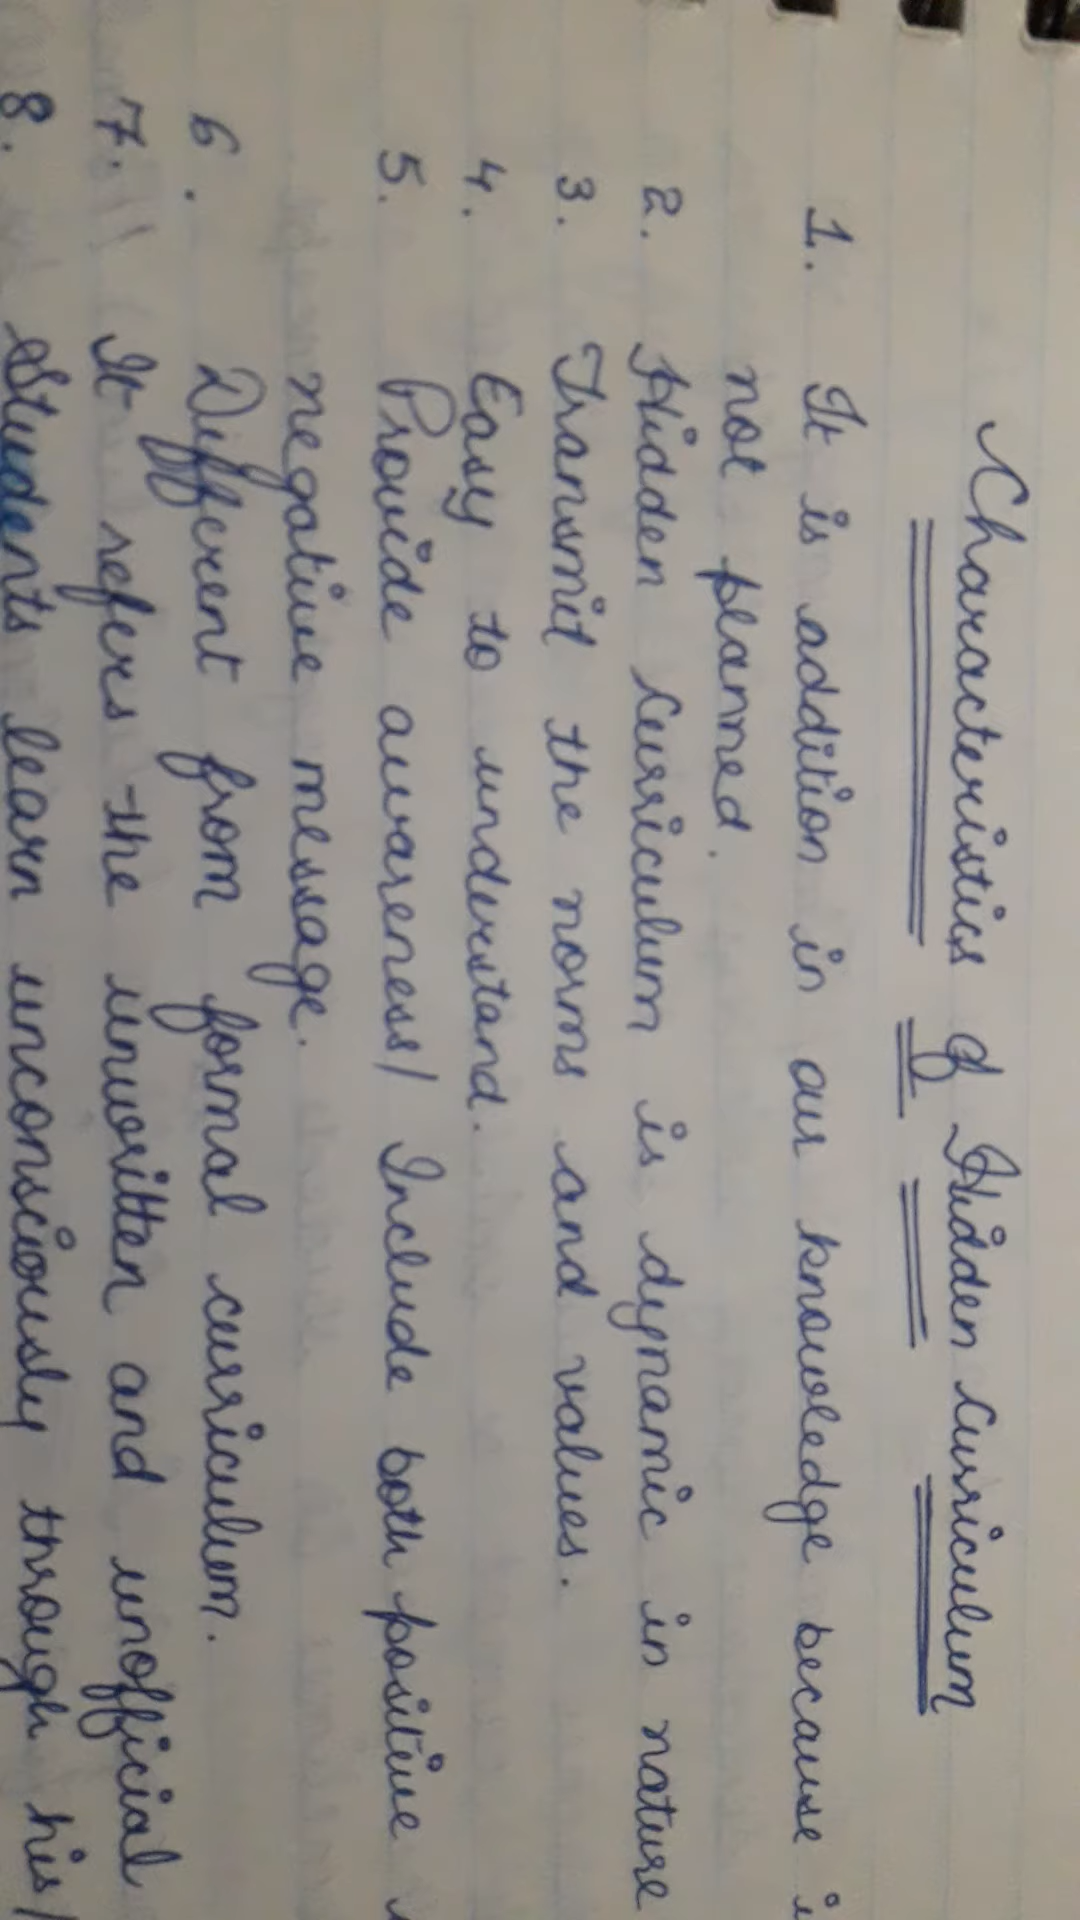 Characteristics of Hidden Curriculum
1. It is addition in our knowledge because
not planned.
2. Hidden Curriculum is dynamic in nature
3. Transmit the norms and values.
4. Easy to understand.
5. Provide awareness/ Include both positive
negative message.
6. Different from formal curriculum.
7. It refers the unwritten and unofficial
8. Students learn unconsciously through his/